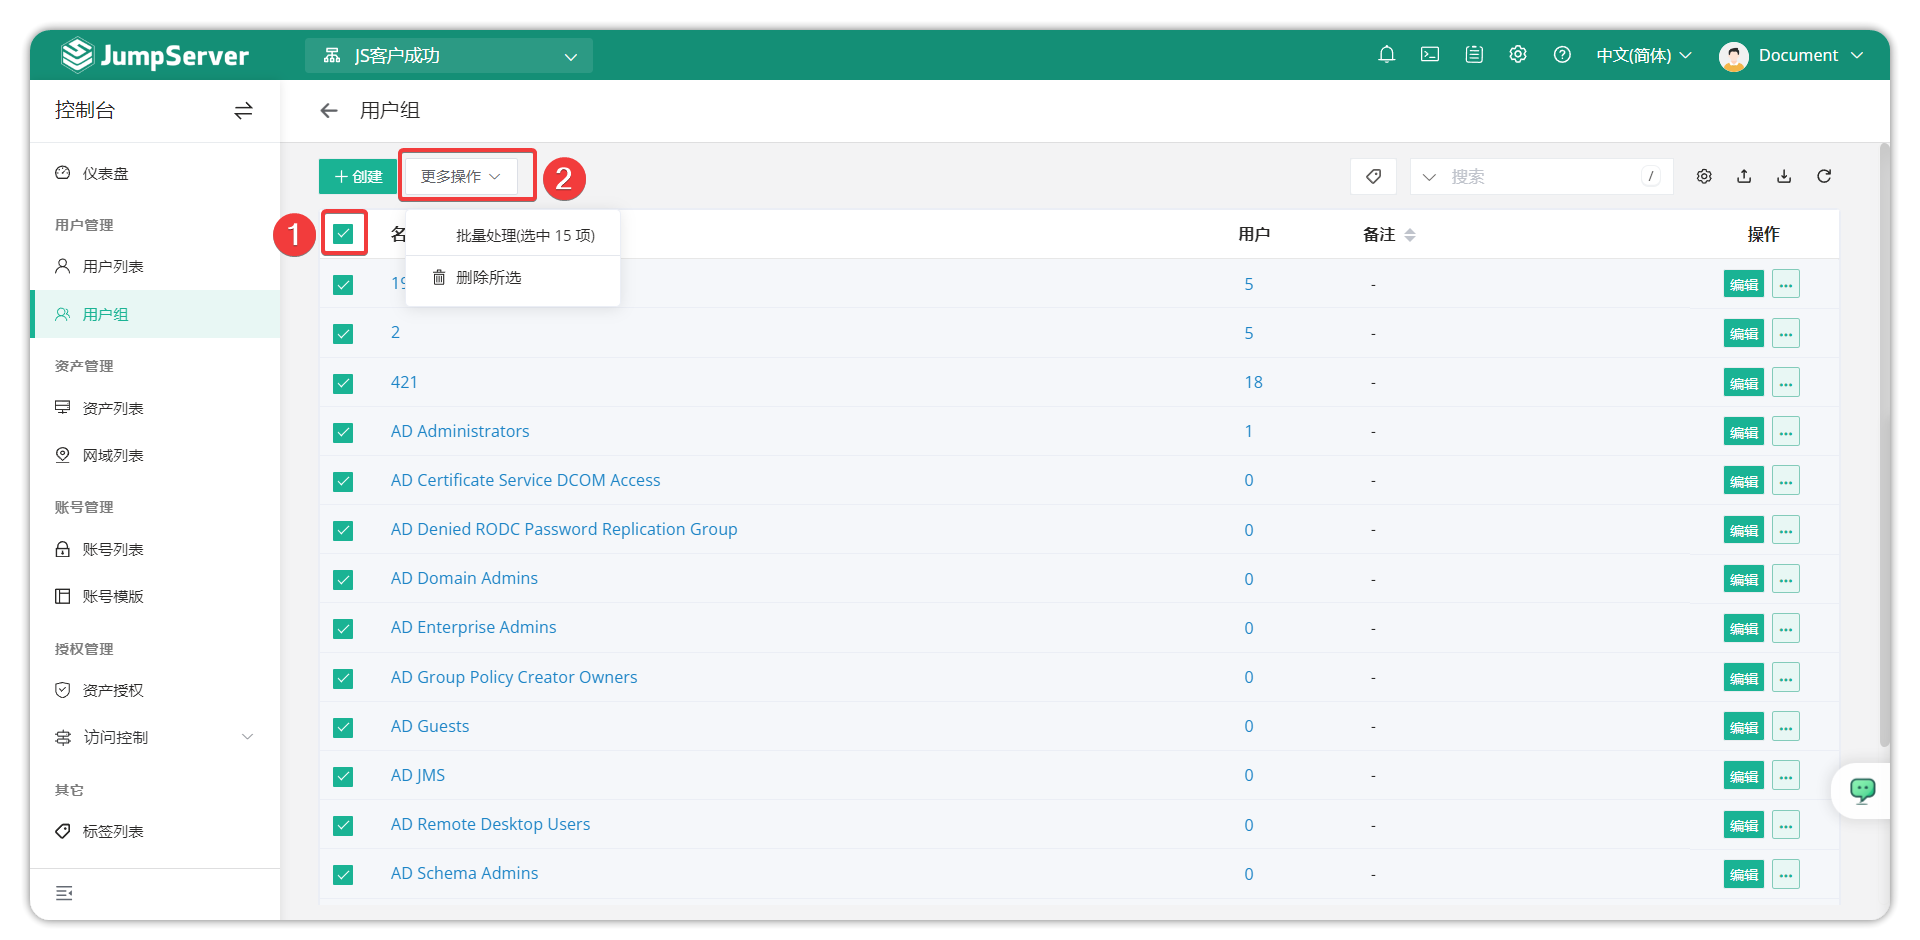 JumpServer
JS客户成功
中文(简体)
Document
控制台
用户组
仪表盘
用户管理
用户列表
用户组
资产管理
资产列表
网域列表
账号管理
账号列表
账号模版
授权管理
资产授权
访问控制
其它
标签列表
创建
更多操作
2
搜索
/
1
名
批量处理(选中 15 项)
删除所选
用户
备注
操作
19
5
-
编辑
...
2
5
-
编辑
...
421
18
-
编辑
...
AD Administrators
1
-
编辑
...
AD Certificate Service DCOM Access
0
-
编辑
...
AD Denied RODC Password Replication Group
0
-
编辑
...
AD Domain Admins
0
-
编辑
...
AD Enterprise Admins
0
-
编辑
...
AD Group Policy Creator Owners
0
-
编辑
...
AD Guests
0
-
编辑
...
AD JMS
0
-
编辑
...
AD Remote Desktop Users
0
-
编辑
...
AD Schema Admins
0
-
编辑
...